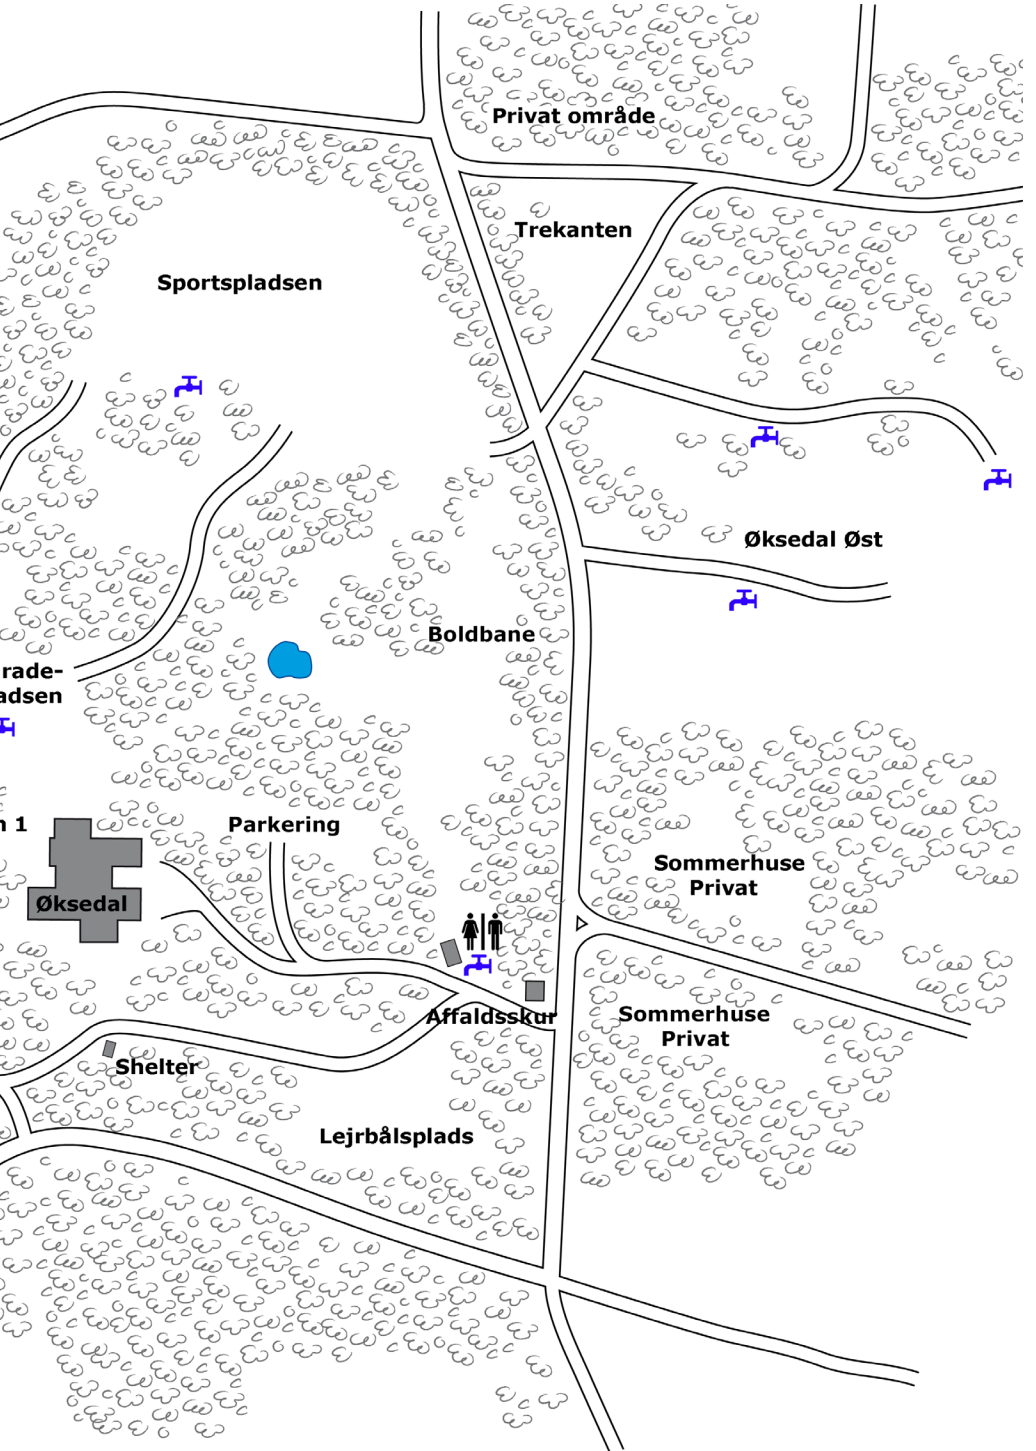 Privat område
Trekanten
Sportspladsen
Øksedal Øst
Boldbane
rade-
adsen
n 1
Parkering
Sommerhuse
Privat
Øksedal
Sommerhuse
Privat
Affaldsskur
Shelter
Lejrbålsplads